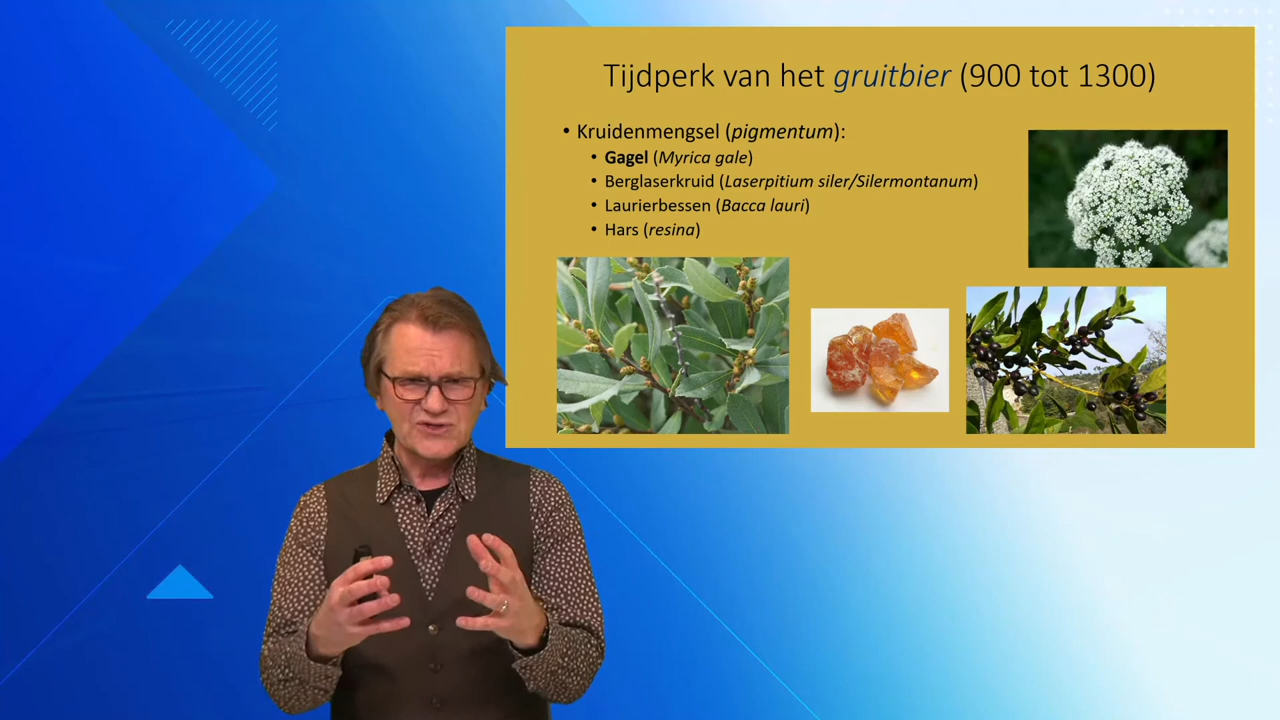 Tijdperk van het gruitbier (900 tot 1300)
• Kruidenmengsel (pigmentum):
• Gagel (Myrica gale)
• Berglaserkruid (Laserpitium siler/Silermontanum)
• Laurierbessen (Bacca lauri)
• Hars (resina)